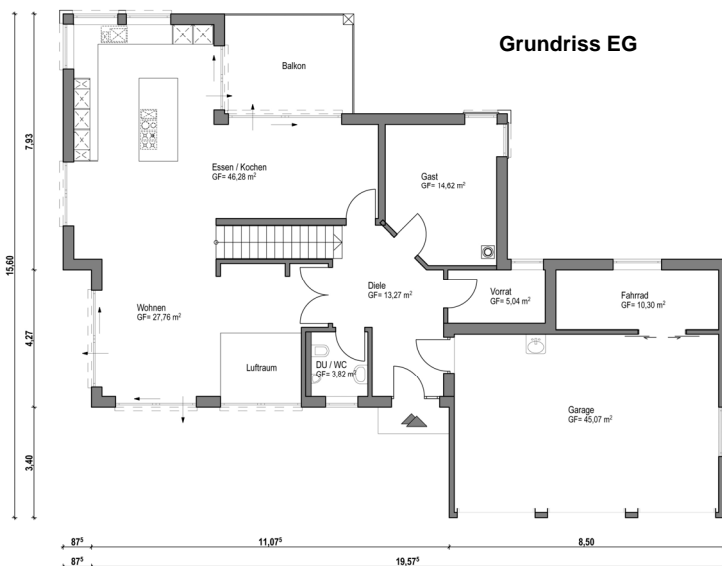 Grundriss EG
Balkon
Essen / Kochen
GF= 46,28 m²
Gast
GF= 14,62 m²
Diele
GF= 13,27 m²
Vorrat
GF= 5,04 m²
Fahrrad
GF= 10,30 m²
Wohnen
GF= 27,76 m²
Luftraum
DU / WC
GF= 3,82 m²
Garage
GF= 45,07 m²
7,93
15,60
4,27
3,40
87⁵
11,07⁵
8,50
87⁵
19,57⁵